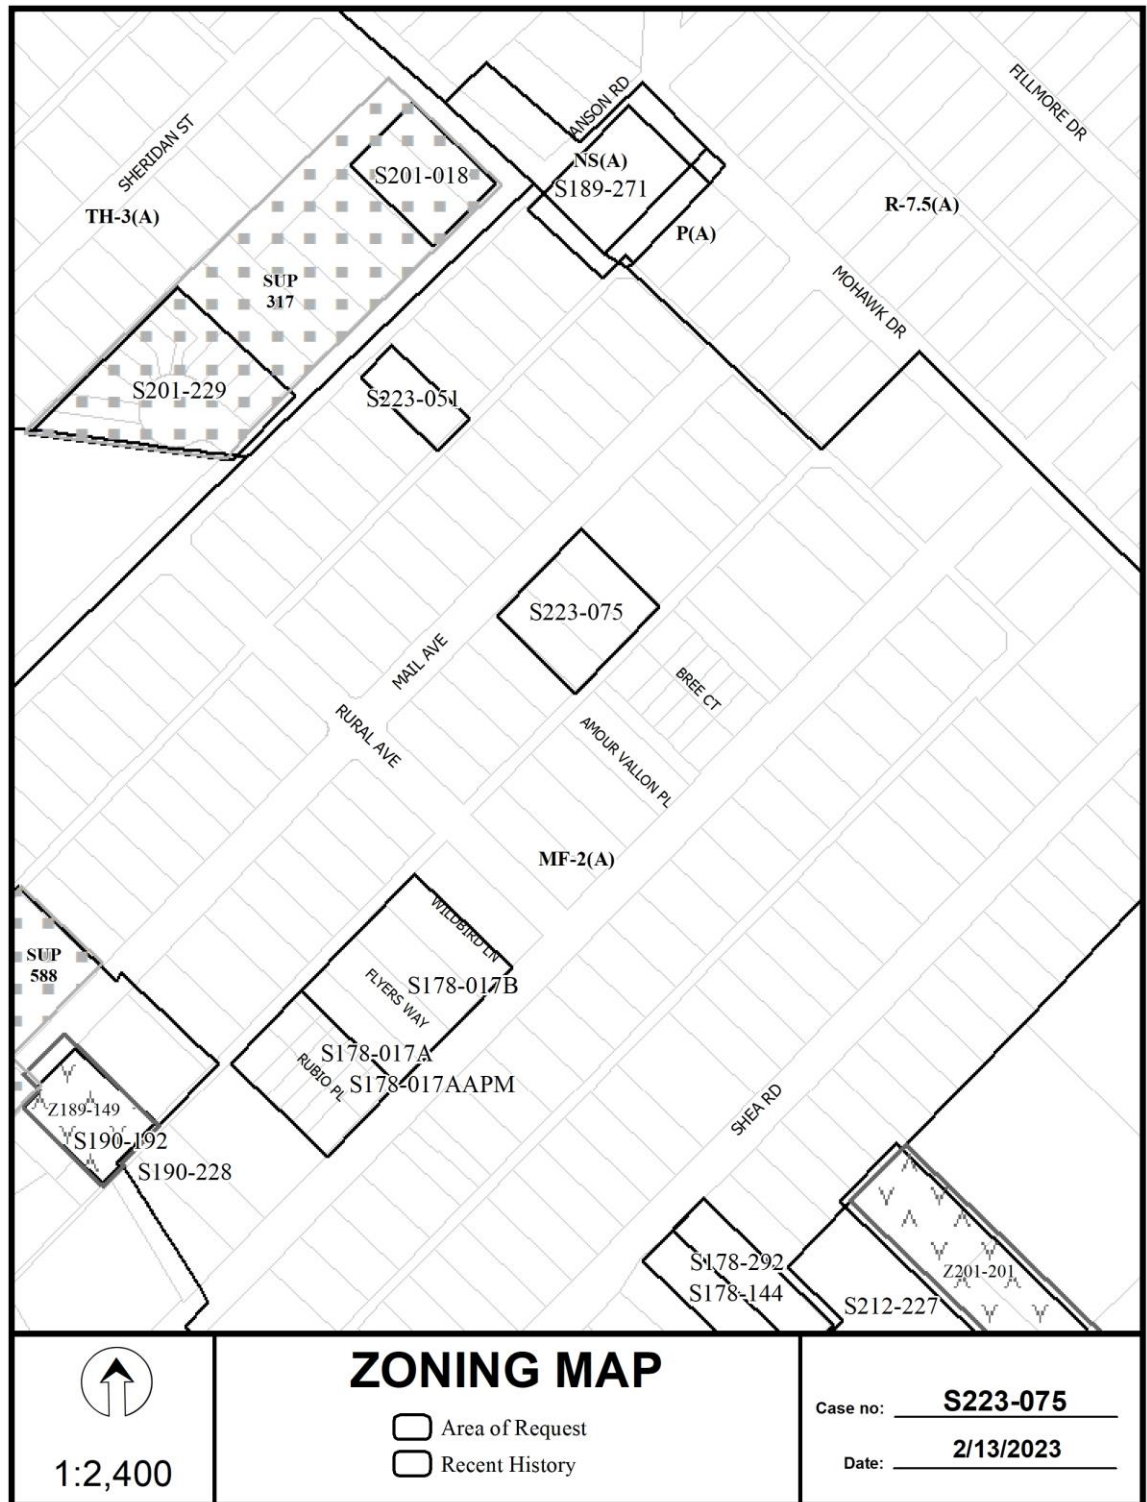 FILLMORE DR
ANSON RD
SHERIDAN ST
NS(A)
S189-271
S201-018
TH-3(A)
R-7.5(A)
P(A)
SUP
317
MOHAWK DR
S201-229
S223-051
S223-075
MAIL AVE
BREE CT
RURAL AVE
AMOUR VALLON PL
MF-2(A)
WILDBIRD LN
SUP
588
FLYERS WAY
S178-017B
S178-017A
RUBIO PL
S178-017AAPM
Z189-149
S190-192
S190-228
SHEA RD
S178-292
S178-144
Z201-201
S212-227
1:2,400
ZONING MAP
Area of Request
Recent History
Case no: S223-075
Date: 2/13/2023